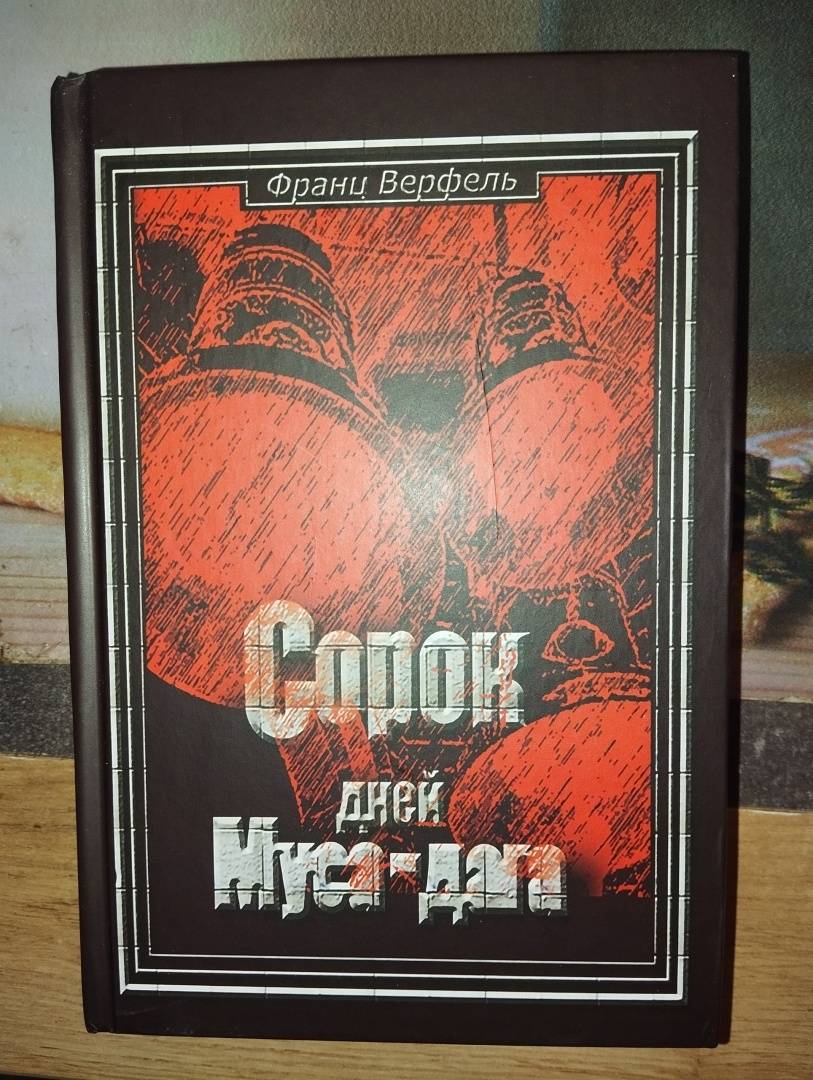 Франц Верфель
Сорок
дней
Муса-дага